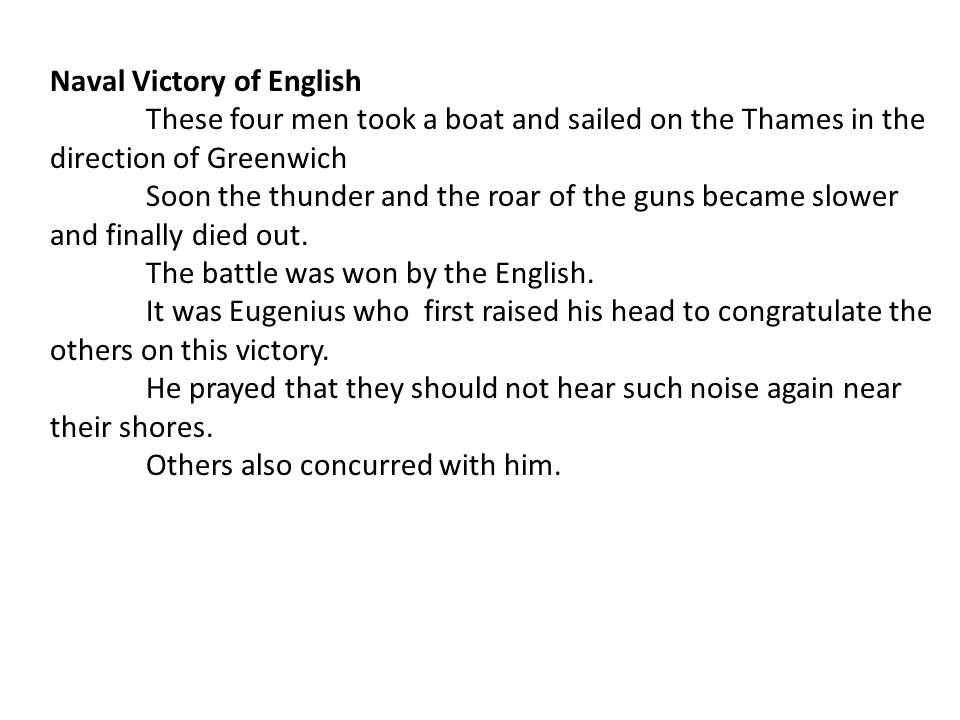 Naval Victory of English
These four men took a boat and sailed on the Thames in the
direction of Greenwich
Soon the thunder and the roar of the guns became slower
and finally died out.
The battle was won by the English.
It was Eugenius who  first raised his head to congratulate the
others on this victory.
He prayed that they should not hear such noise again near
their shores.
Others also concurred with him.